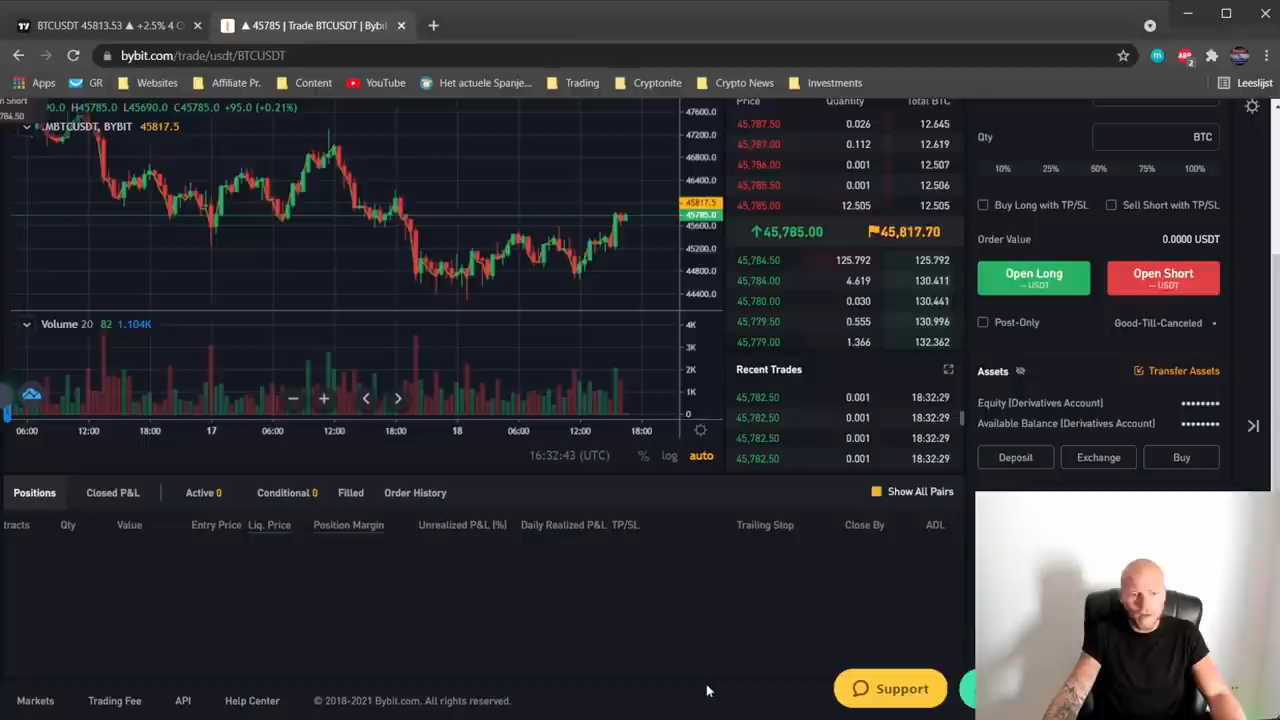 BTCUSDT 45813.53 ▲ +2.5% 4
▲ 45785 | Trade BTCUSDT | Bybi
bybit.com/trade/usdt/BTCUSDT
Apps GR Websites Affiliate Pr. Content YouTube Het actuele Spanje... Trading Cryptonite Crypto News Investments Leeslijst
n Short
784.50
H45785.0 L45690.0 C45785.0 +95.0 (+0.21%)
.MBTCUSDT, BYBIT 45817.5
47600.0
47200.0
46800.0
46400.0
45817.5
45785.0
45600.0
45200.0
44800.0
44400.0
Volume 20 82 1.104K
4K
3K
2K
1K
0
06:00 12:00 18:00 17 06:00 12:00 18:00 18 06:00 12:00 18:00
16:32:43 (UTC) % log auto
Price Quantity Total BTC
45,787.50 0.026 12.645
45,787.00 0.112 12.619
45,786.00 0.001 12.507
45,785.50 0.001 12.506
45,785.00 12.505 12.505
↑45,785.00 45,817.70
45,784.50 125.792 125.792
45,784.00 4.619 130.411
45,780.00 0.030 130.441
45,779.50 0.555 130.996
45,779.00 1.366 132.362
Recent Trades
45,782.50 0.001 18:32:29
45,782.50 0.001 18:32:29
45,782.50 0.001 18:32:29
45,782.50 0.001 18:32:29
Qty BTC
10% 25% 50% 75% 100%
Buy Long with TP/SL Sell Short with TP/SL
Order Value 0.0000 USDT
Open Long
-- USDT
Open Short
-- USDT
Post-Only Good-Till-Canceled
Assets Transfer Assets
Equity (Derivatives Account) ********
Available Balance (Derivatives Account) ********
Deposit Exchange Buy
Positions Closed P&L Active 0 Conditional 0 Filled Order History Show All Pairs
tracts Qty Value Entry Price Liq. Price Position Margin Unrealized P&L (%) Daily Realized P&L TP/SL Trailing Stop Close By ADL
Markets Trading Fee API Help Center © 2018-2021 Bybit.com. All rights reserved.
Support